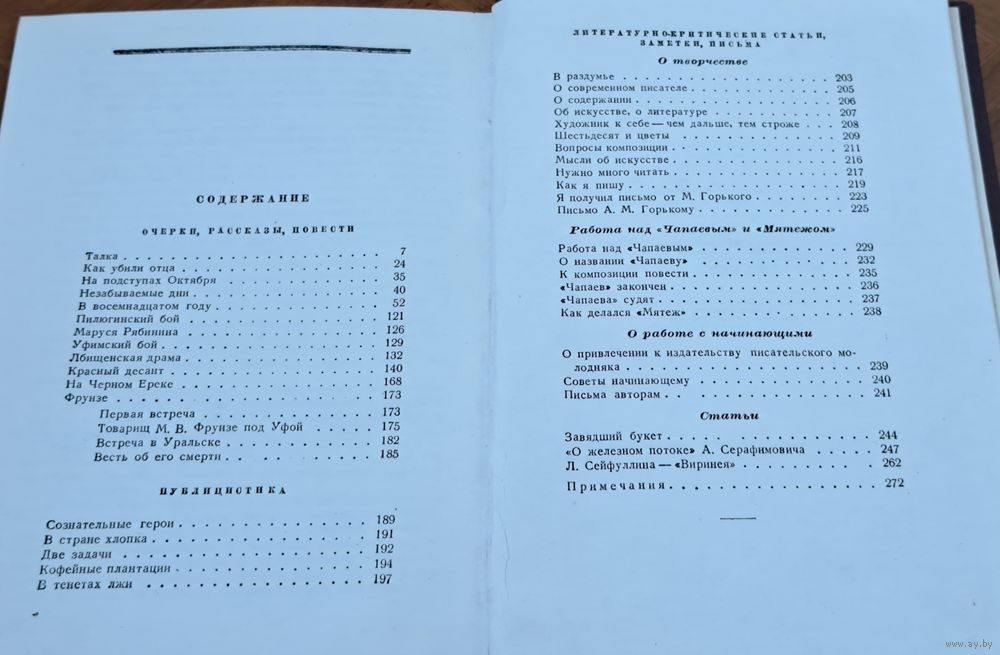 СОДЕРЖАНИЕ
ОЧЕРКИ, РАССКАЗЫ, ПОВЕСТИ
Талка . . . . . . . . . . . . . . . . 7
Как убили отца . . . . . . . . . . . . 24
На подступах Октября . . . . . . . . . 35
Незабываемые дни . . . . . . . . . . . 40
В восемнадцатом году . . . . . . . . . 52
Пилюгинский бой . . . . . . . . . . . 121
Маруся Рябинина . . . . . . . . . . . 126
Уфимский бой . . . . . . . . . . . . . 129
Лбищенская драма . . . . . . . . . . . 132
Красный десант . . . . . . . . . . . . 140
На Черном Ереке . . . . . . . . . . . 168
Фрунзе . . . . . . . . . . . . . . . . 173
Первая встреча . . . . . . . . . . . . 173
Товарищ М. В. Фрунзе под Уфой . . . . . 175
Встреча в Уральске . . . . . . . . . . 182
Весть об его смерти . . . . . . . . . . 185
ПУБЛИЦИСТИКА
Сознательные герои . . . . . . . . . . 189
В стране хлопка . . . . . . . . . . . . 191
Две задачи . . . . . . . . . . . . . . 192
Кофейные плантации . . . . . . . . . . 194
В тенетах лжи . . . . . . . . . . . . . 197
ЛИТЕРАТУРНО-КРИТИЧЕСКИЕ СТАТЬИ,
ЗАМЕТКИ, ПИСЬМА
О творчестве
В раздумье . . . . . . . . . . . . . . 203
О современном писателе . . . . . . . . 205
О содержании . . . . . . . . . . . . . 206
Об искусстве, о литературе . . . . . . 207
Художник к себе — чем дальше, тем строже . . . 208
Шестьдесят и цветы . . . . . . . . . . 209
Вопросы композиции . . . . . . . . . . 211
Мысли об искусстве . . . . . . . . . . 216
Нужно много читать . . . . . . . . . . 217
Как я пишу . . . . . . . . . . . . . . 219
Я получил письмо от М. Горького . . . . 223
Письмо А. М. Горькому . . . . . . . . . 225
Работа над «Чапаевым» и «Мятежом»
Работа над «Чапаевым» . . . . . . . . . 229
О названии «Чапаеву» . . . . . . . . . 232
К композиции повести . . . . . . . . . 235
«Чапаев» закончен . . . . . . . . . . . 236
«Чапаева» судят . . . . . . . . . . . . 237
Как делался «Мятеж» . . . . . . . . . . 238
О работе с начинающими
О привлечении к издательству писательского мо-
лодняка . . . . . . . . . . . . . . . . 239
Советы начинающему . . . . . . . . . . 240
Письма авторам . . . . . . . . . . . . 241
Статьи
Завядший букет . . . . . . . . . . . . 244
«О железном потоке» А. Серафимовича . . . . 247
Л. Сейфуллина — «Виринея» . . . . . . . 262
Примечания . . . . . . . . . . . . . . 272
www.ay.by